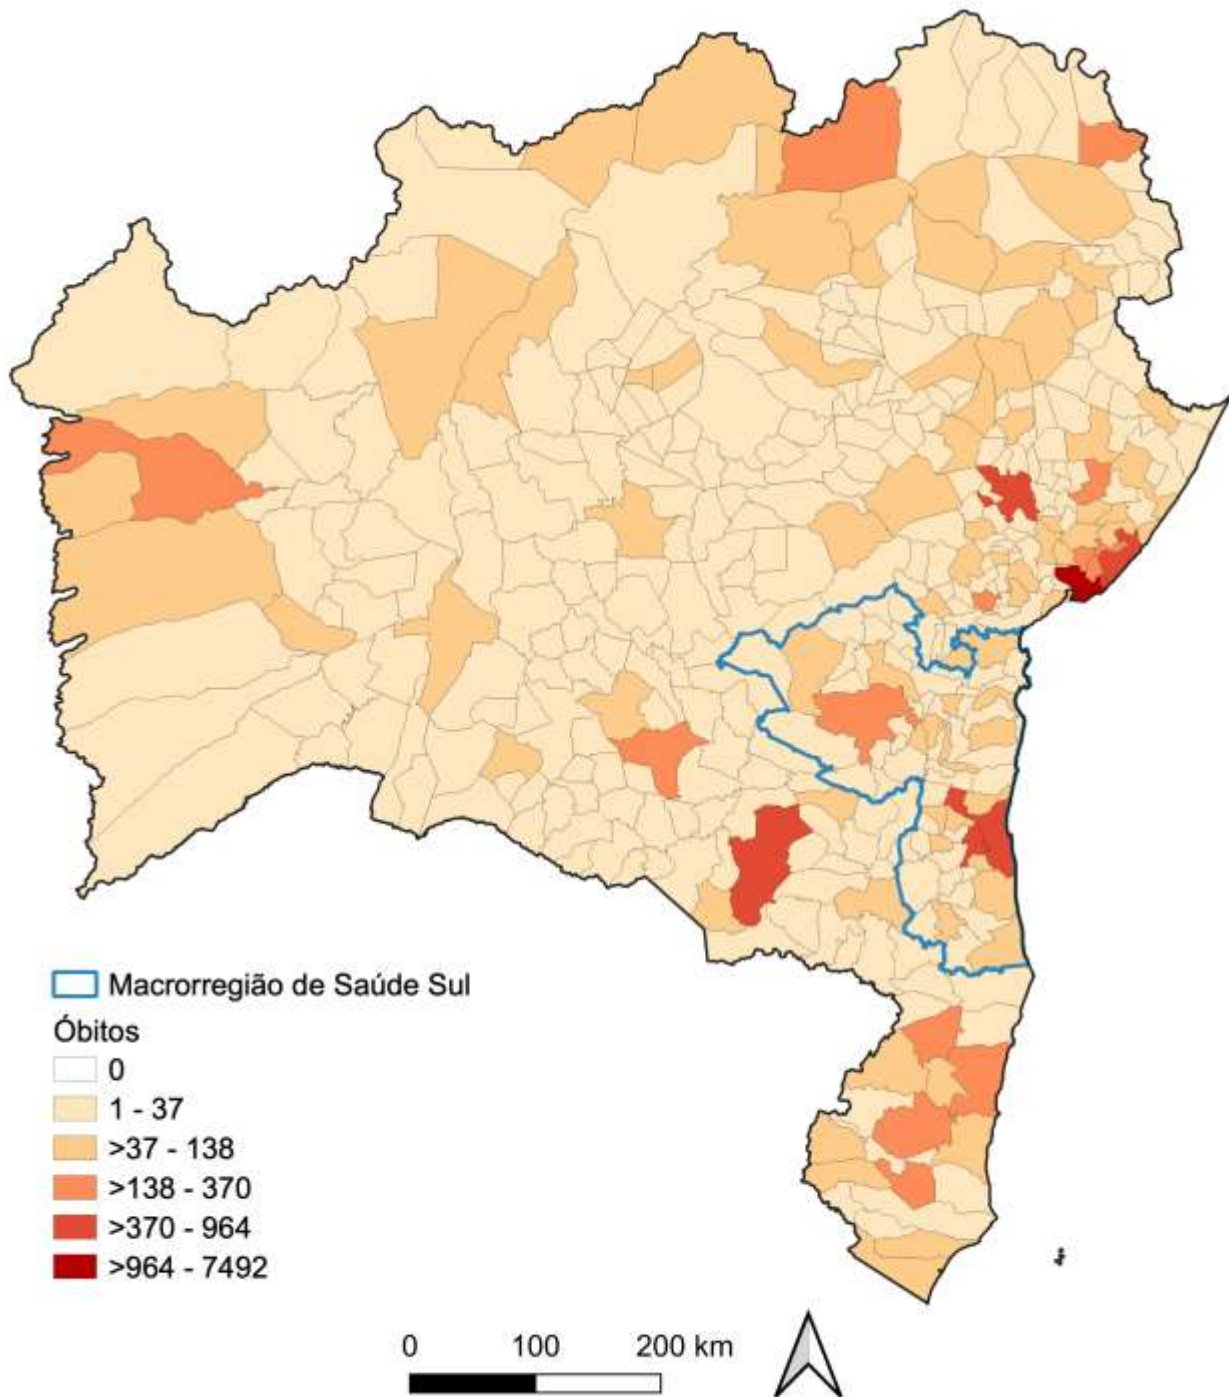 Macrorregião de Saúde Sul
Óbitos
0
1 - 37
>37 - 138
>138 - 370
>370 - 964
>964 - 7492
0 100 200 km